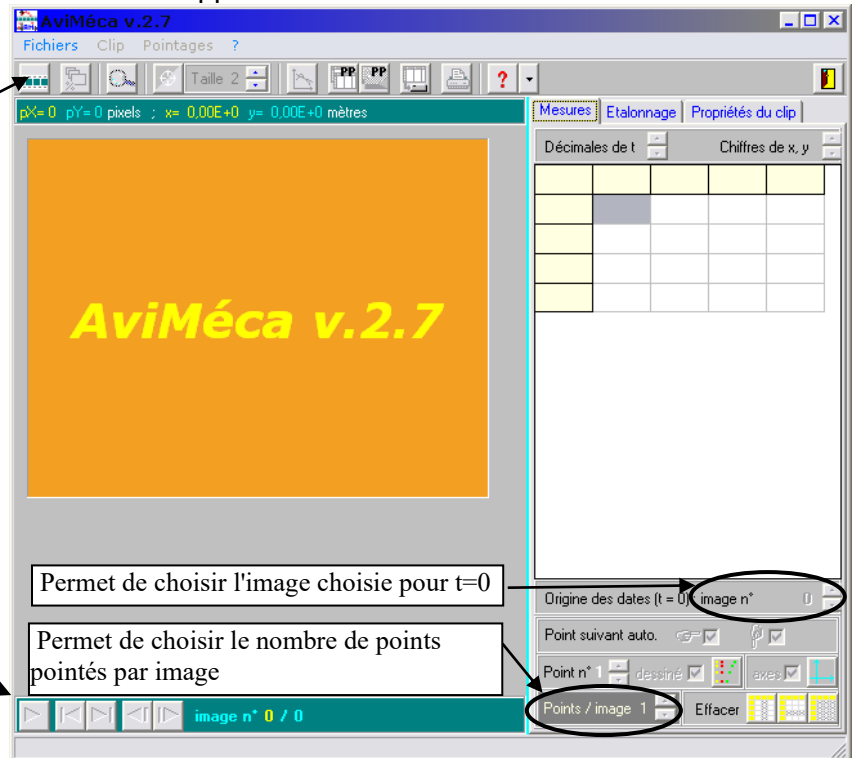 AviMéca v.2.7
Fichiers Clip Pointages ?
Taille 2 PP PP ?
pX= 0 pY= 0 pixels ; x= 0,00E+0 y= 0,00E+0 mètres
Mesures Etalonnage Propriétés du clip
Décimales de t Chiffres de x, y
AviMéca v.2.7
Permet de choisir l'image choisie pour t=0
Origine des dates (t = 0) : image n° 0
Permet de choisir le nombre de points
pointés par image
Point suivant auto.
Point n° 1 dessiné axes
Points / image 1 Effacer
image n° 0 / 0